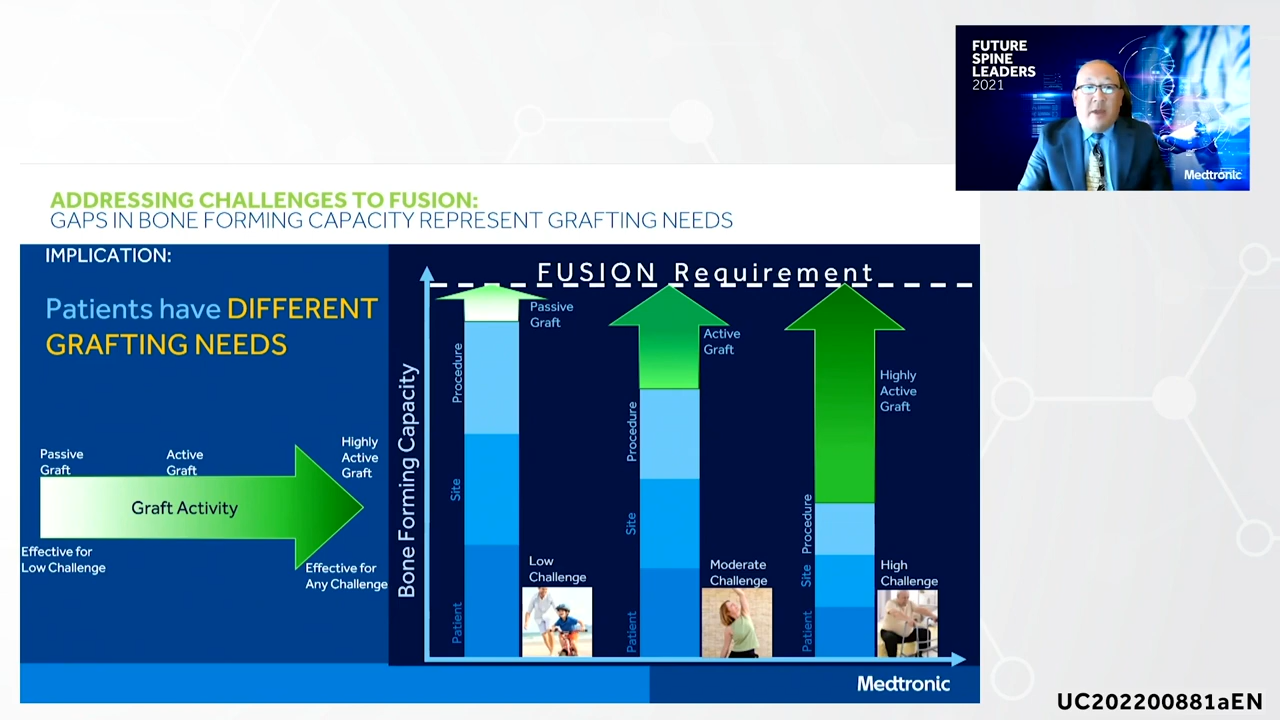 FUTURE
SPINE
LEADERS
2021
Medtronic
ADDRESSING CHALLENGES TO FUSION:
GAPS IN BONE FORMING CAPACITY REPRESENT GRAFTING NEEDS
IMPLICATION:
Patients have DIFFERENT
GRAFTING NEEDS
Passive
Graft
Active
Graft
Highly
Active
Graft
Graft Activity
Effective for
Low Challenge
Effective for
Any Challenge
FUSION Requirement
Bone Forming Capacity
Passive
Graft
Procedure
Site
Patient
Low
Challenge
Active
Graft
Procedure
Site
Patient
Moderate
Challenge
Highly
Active
Graft
Procedure
Site
Patient
High
Challenge
Medtronic
UC202200881aEN